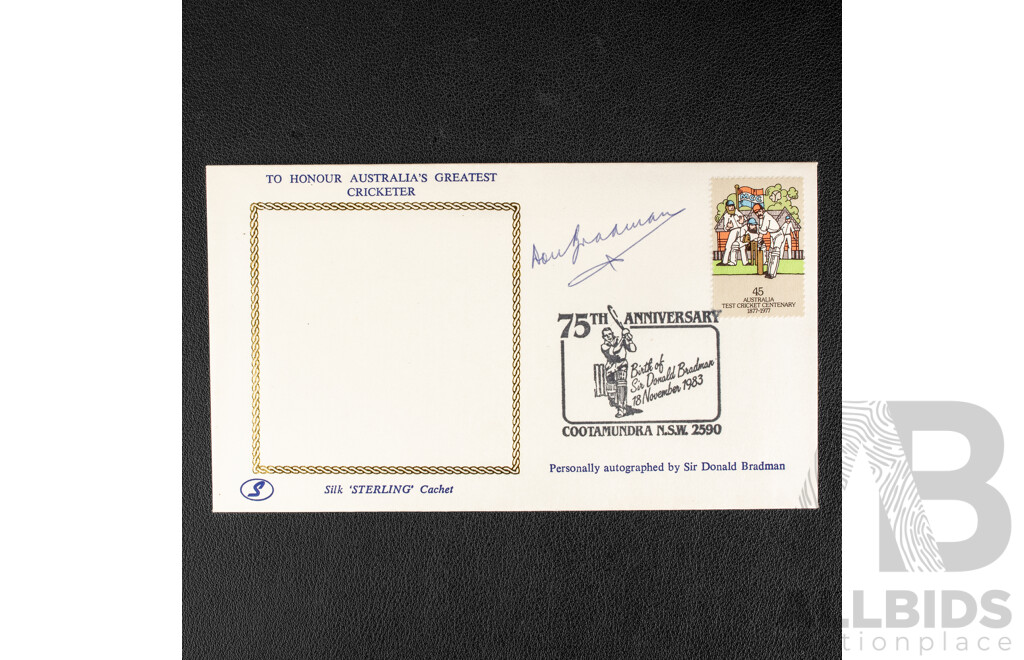 TO HONOUR AUSTRALIA'S GREATEST
CRICKETER
Don Bradman
45
AUSTRALIA
TEST CRICKET CENTENARY
1877-1977
75TH ANNIVERSARY
Birth of
Sir Donald Bradman
18 November 1983
COOTAMUNDRA N.S.W. 2590
Personally autographed by Sir Donald Bradman
S
Silk 'STERLING' Cachet
AB
ALLBIDS
auctionplace